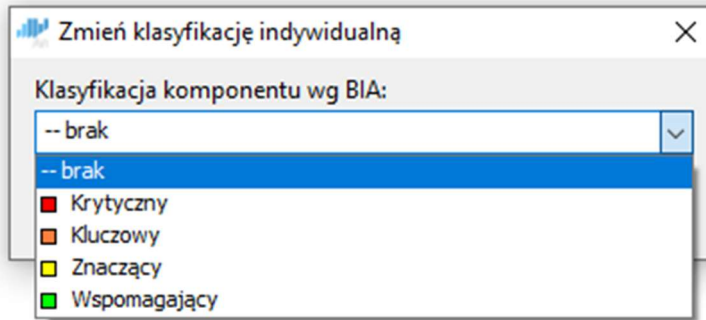 Zmień klasyfikację indywidualną
Klasyfikacja komponentu wg BIA:
-- brak
-- brak
Krytyczny
Kluczowy
Znaczący
Wspomagający